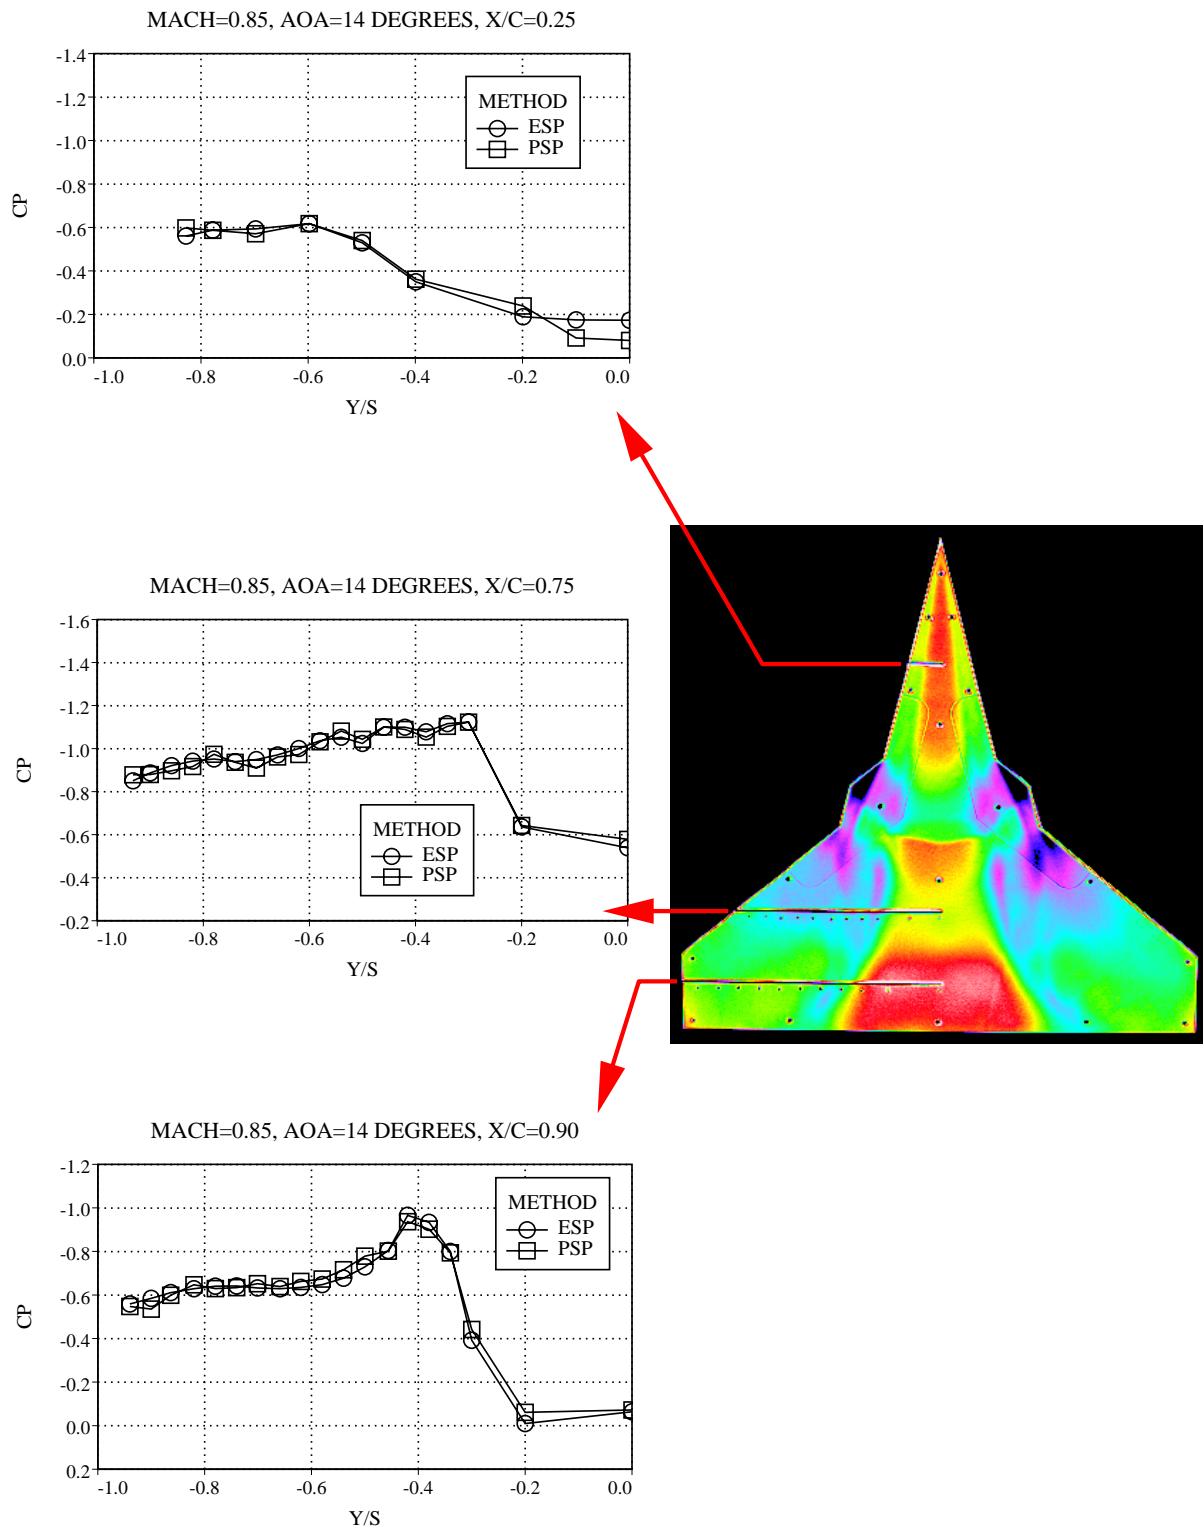 MACH=0.85, AOA=14 DEGREES, X/C=0.25
-1.4
-1.2
-1.0
-0.8
-0.6
-0.4
-0.2
0.0
CP
METHOD
ESP
PSP
-1.0 -0.8 -0.6 -0.4 -0.2 0.0
Y/S
MACH=0.85, AOA=14 DEGREES, X/C=0.75
-1.6
-1.4
-1.2
-1.0
-0.8
-0.6
-0.4
-0.2
CP
METHOD
ESP
PSP
-1.0 -0.8 -0.6 -0.4 -0.2 0.0
Y/S
MACH=0.85, AOA=14 DEGREES, X/C=0.90
-1.2
-1.0
-0.8
-0.6
-0.4
-0.2
0.0
0.2
CP
METHOD
ESP
PSP
-1.0 -0.8 -0.6 -0.4 -0.2 0.0
Y/S